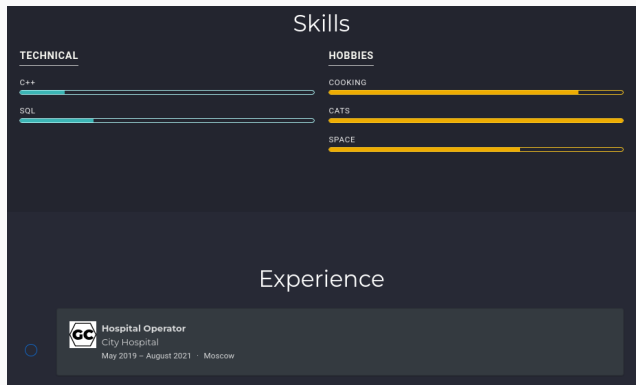 Skills
TECHNICAL
C++
SQL
HOBBIES
COOKING
CATS
SPACE
Experience
GC
Hospital Operator
City Hospital
May 2019 – August 2021 · Moscow